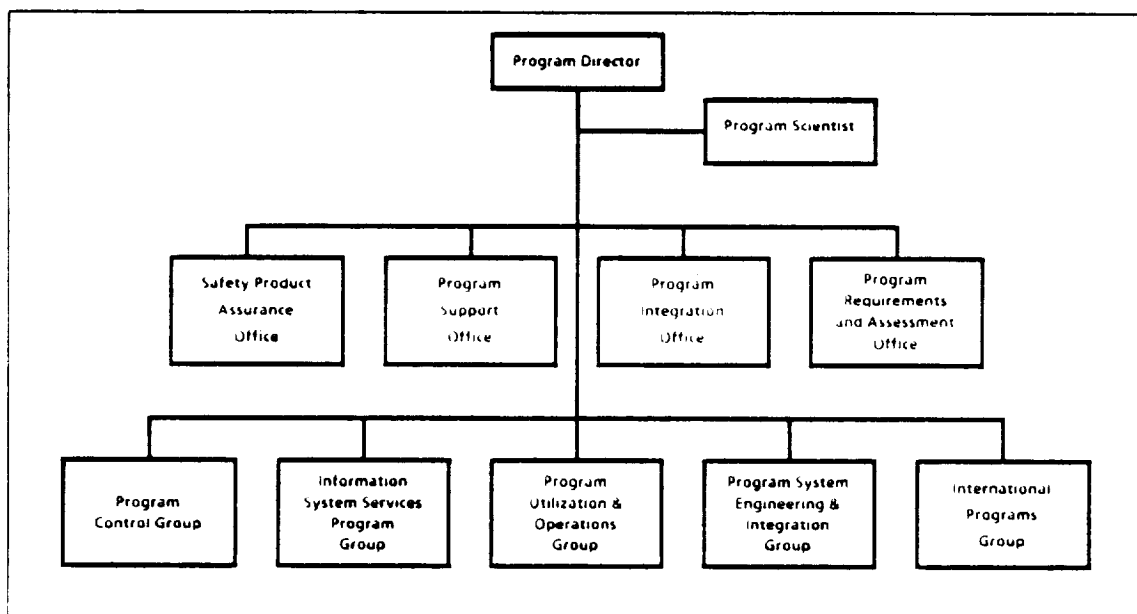 Program Director
Program Scientist
Safety Product
Assurance
Office
Program
Support
Office
Program
Integration
Office
Program
Requirements
and Assessment
Office
Program
Control Group
Information
System Services
Program
Group
Program
Utilization &
Operations
Group
Program System
Engineering &
Integration
Group
International
Programs
Group